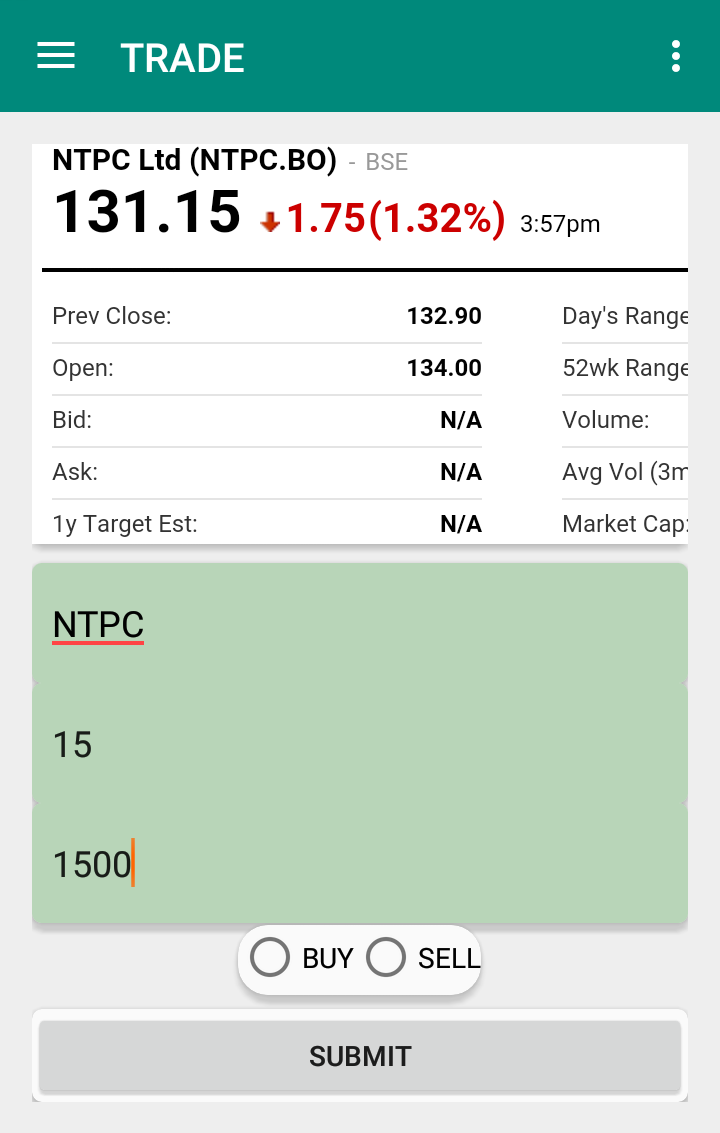 TRADE
NTPC Ltd (NTPC.BO) - BSE
131.15 1.75(1.32%) 3:57pm
Prev Close: 132.90 Day's Range
Open: 134.00 52wk Range
Bid: N/A Volume:
Ask: N/A Avg Vol (3m
1y Target Est: N/A Market Cap:
NTPC
15
1500
BUY SELL
SUBMIT